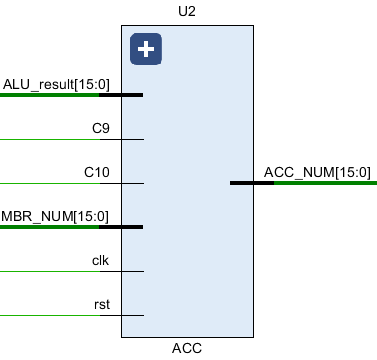 U2
ALU_result[15:0]
C9
C10
ACC_NUM[15:0]
MBR_NUM[15:0]
clk
rst
ACC